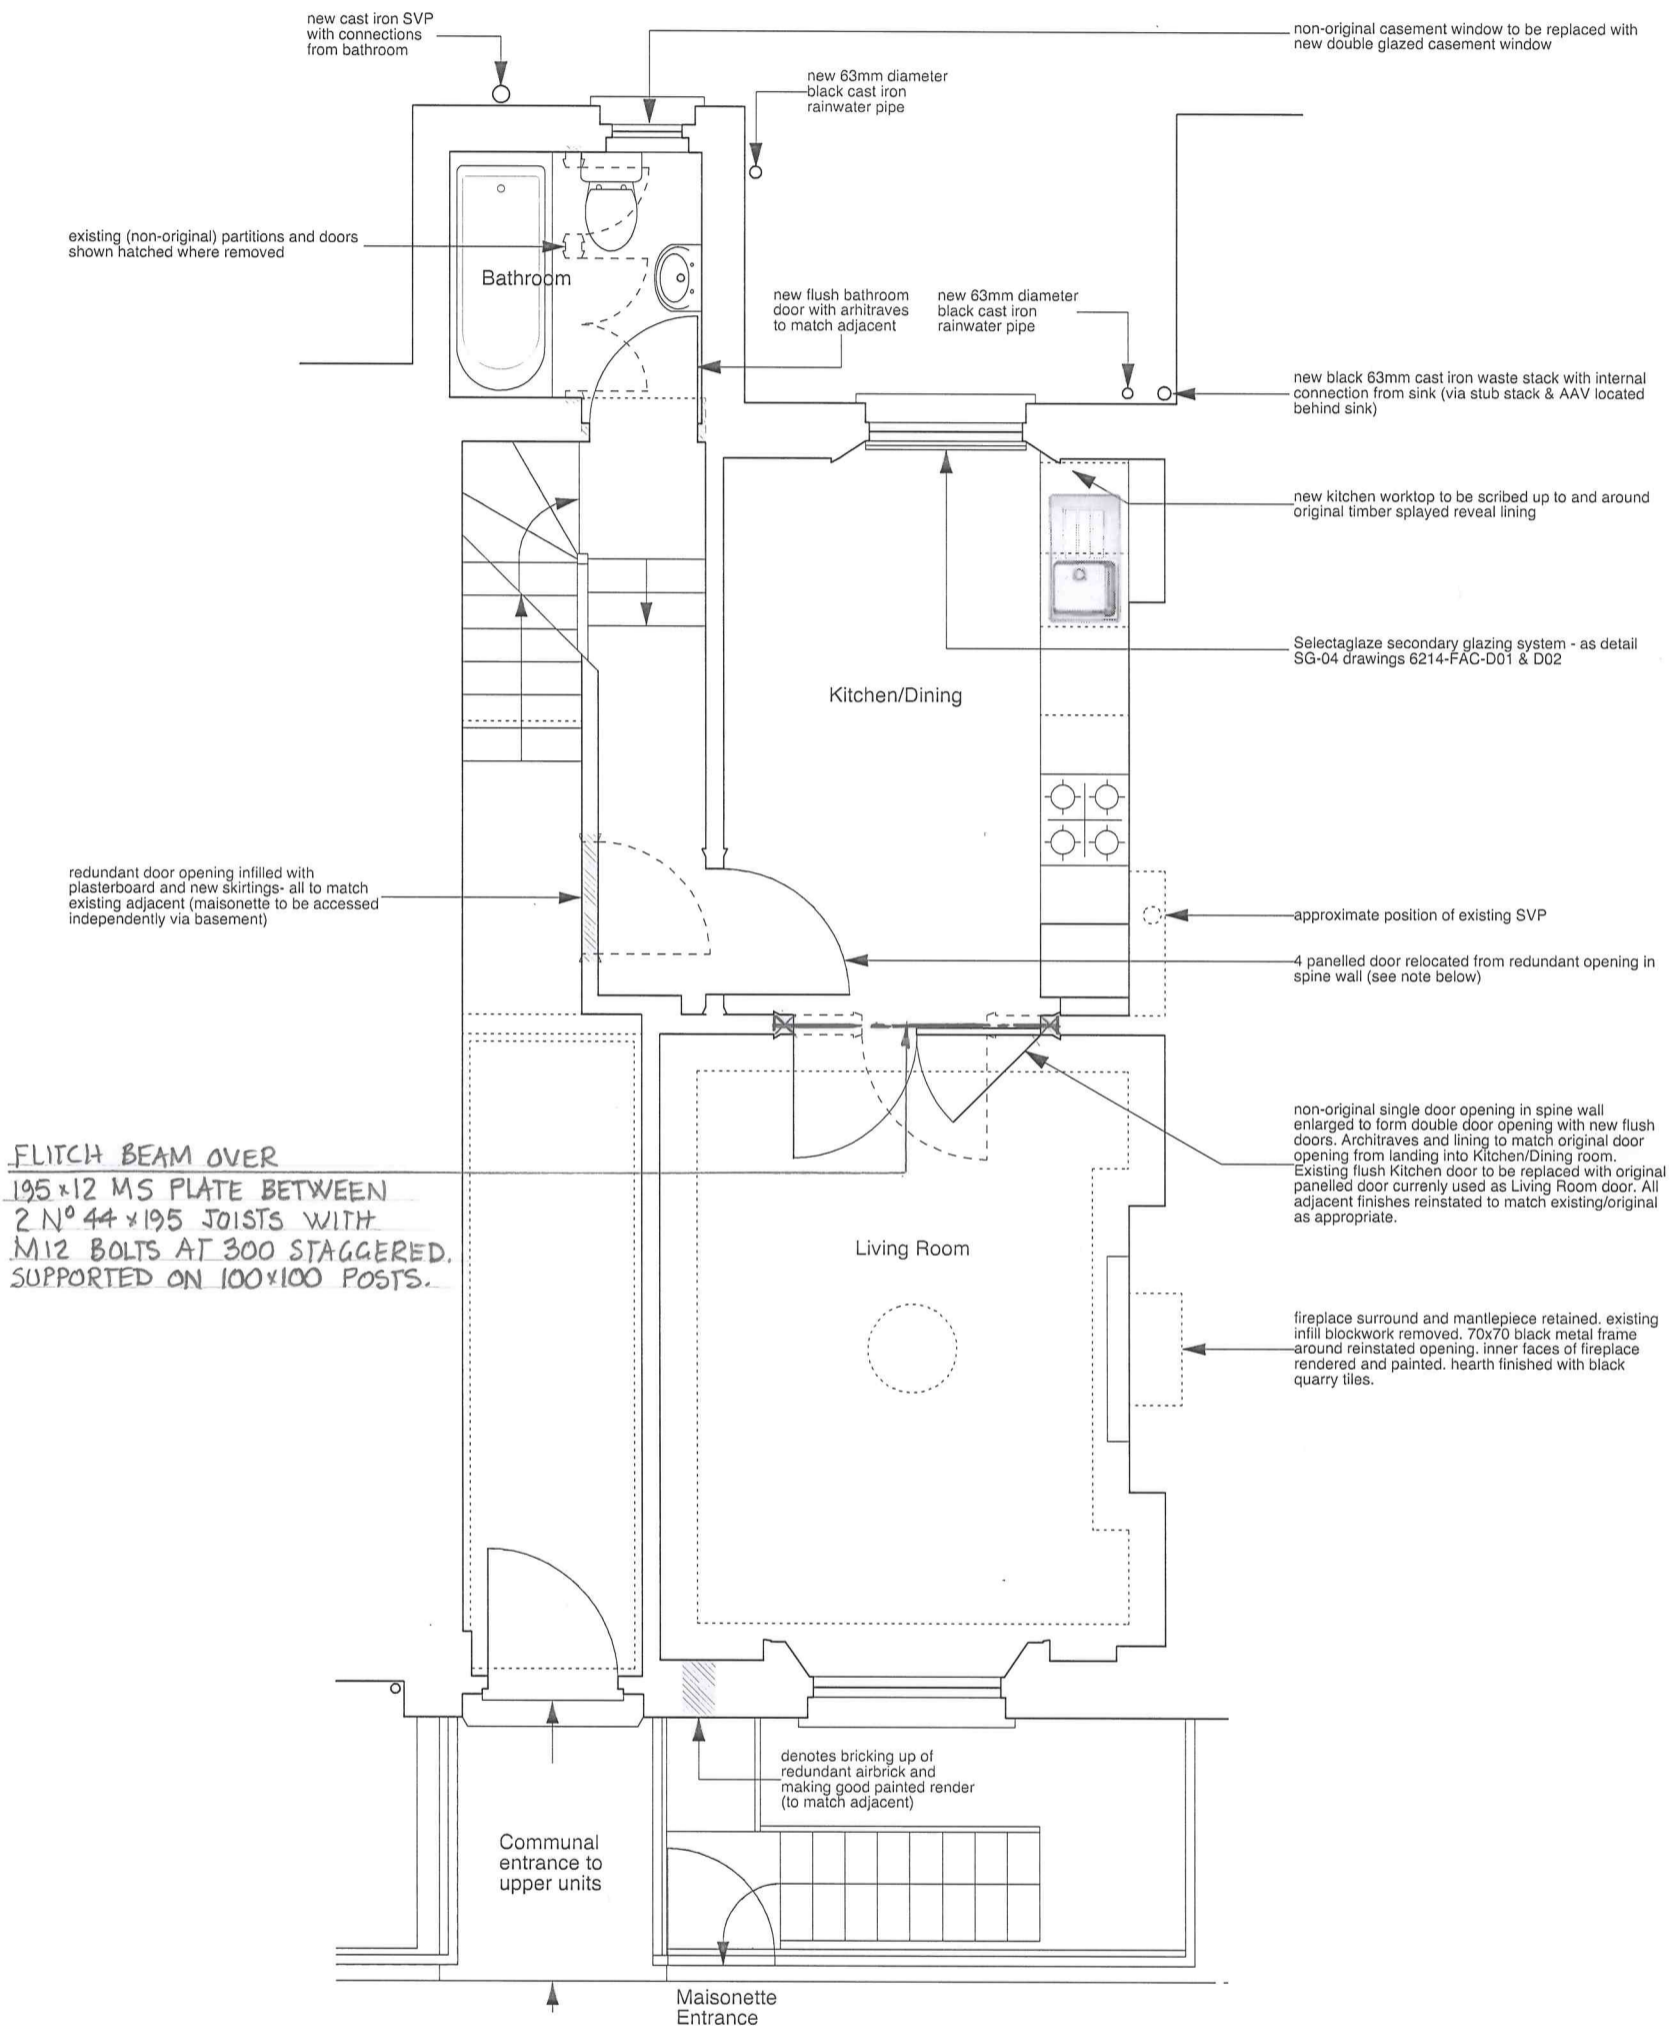 new cast iron SVP
with connections
from bathroom
non-original casement window to be replaced with
new double glazed casement window
new 63mm diameter
black cast iron
rainwater pipe
existing (non-original) partitions and doors
shown hatched where removed
Bathroom
new flush bathroom
door with arhitraves
to match adjacent
new 63mm diameter
black cast iron
rainwater pipe
new black 63mm cast iron waste stack with internal
connection from sink (via stub stack & AAV located
behind sink)
new kitchen worktop to be scribed up to and around
original timber splayed reveal lining
Selectaglaze secondary glazing system - as detail
SG-04 drawings 6214-FAC-D01 & D02
Kitchen/Dining
redundant door opening infilled with
plasterboard and new skirtings- all to match
existing adjacent (maisonette to be accessed
independently via basement)
approximate position of existing SVP
4 panelled door relocated from redundant opening in
spine wall (see note below)
non-original single door opening in spine wall
enlarged to form double door opening with new flush
doors. Architraves and lining to match original door
opening from landing into Kitchen/Dining room.
Existing flush Kitchen door to be replaced with original
panelled door currenly used as Living Room door. All
adjacent finishes reinstated to match existing/original
as appropriate.
FLITCH BEAM OVER
195 x 12 MS PLATE BETWEEN
2 Nº 44 x 195 JOISTS WITH
M12 BOLTS AT 300 STAGGERED.
SUPPORTED ON 100 x 100 POSTS.
Living Room
fireplace surround and mantlepiece retained. existing
infill blockwork removed. 70x70 black metal frame
around reinstated opening. inner faces of fireplace
rendered and painted. hearth finished with black
quarry tiles.
denotes bricking up of
redundant airbrick and
making good painted render
(to match adjacent)
Communal
entrance to
upper units
Maisonette
Entrance